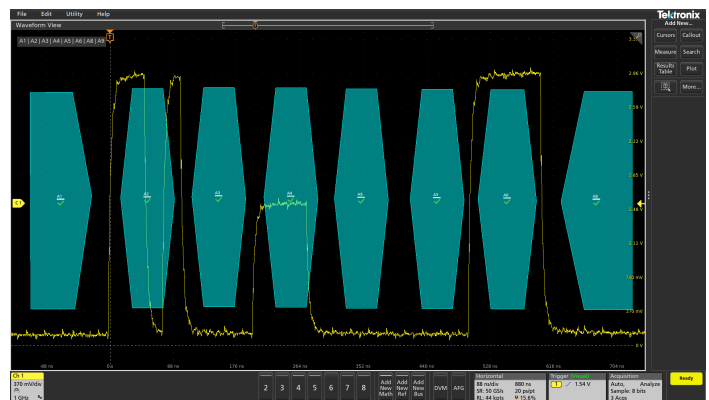 File Edit Utility Help
Tektronix
Waveform View
Add New...
A1|A2|A3|A4|A5|A6|A8|A9
T
Cursors Callout
Measure Search
Results Table Plot
More...
2.96 V
2.59 V
2.22 V
1.85 V
1.48 V
1.11 V
740 mV
370 mV
0 V
A1 A2 A3 A4 A6 A8
C1
-88 ns 0 s 88 ns 176 ns 264 ns 352 ns 440 ns 528 ns 616 ns 704 ns
Ch 1
370 mV/div
1 GHz
2 3 4 5 6 7 8
Add New Math
Add New Ref
Add New Bus
DVM AFG
Horizontal
88 ns/div 880 ns
SR: 50 GS/s 20 ps/pt
RL: 44 kpts 15.6%
Trigger (Visual)
1 1.54 V
Acquisition
Auto, Analyze
Sample: 8 bits
3 Acqs
Ready